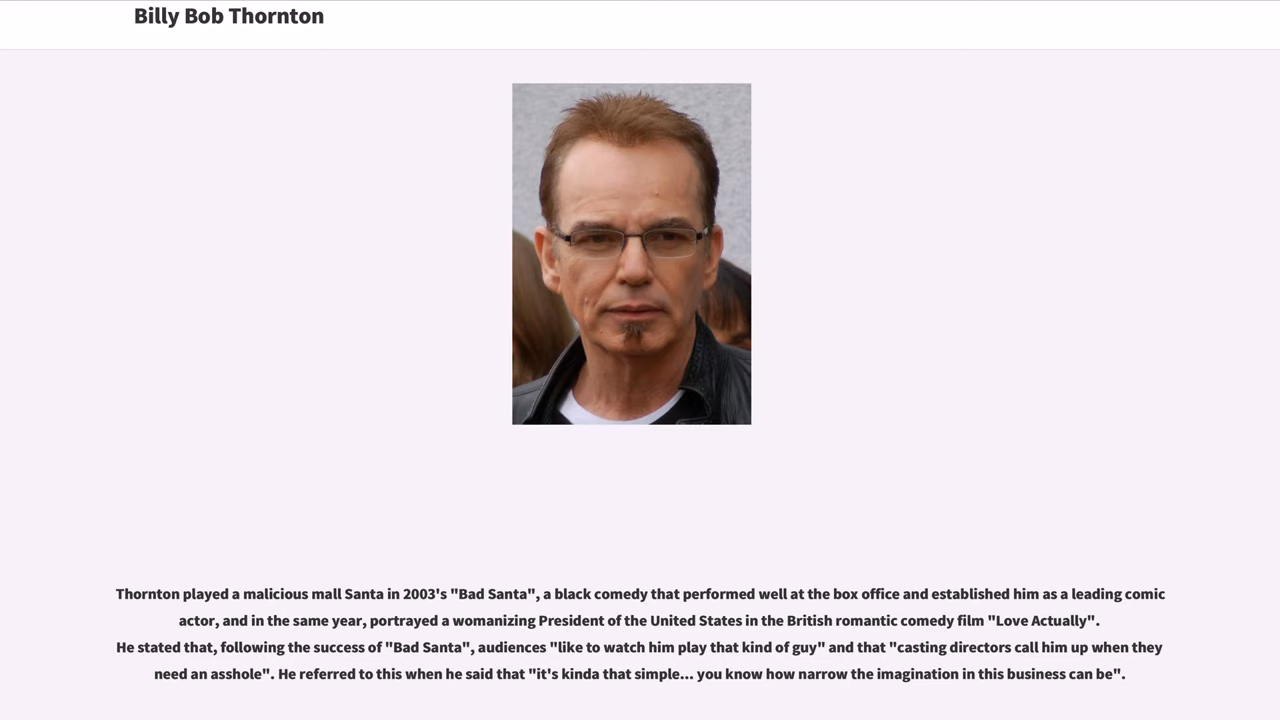 Billy Bob Thornton
Thornton played a malicious mall Santa in 2003's "Bad Santa", a black comedy that performed well at the box office and established him as a leading comic
actor, and in the same year, portrayed a womanizing President of the United States in the British romantic comedy film "Love Actually".
He stated that, following the success of "Bad Santa", audiences "like to watch him play that kind of guy" and that "casting directors call him up when they
need an asshole". He referred to this when he said that "it's kinda that simple... you know how narrow the imagination in this business can be".